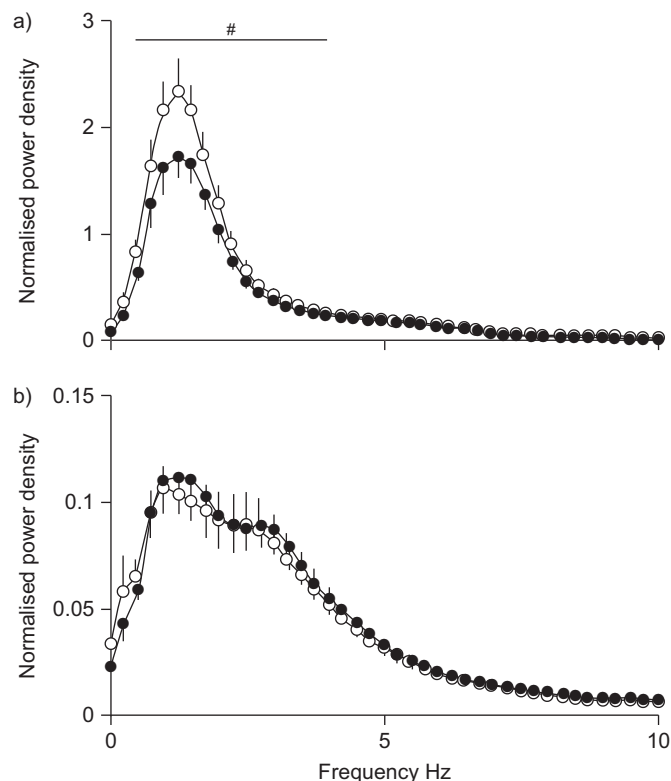 a)
#
Normalised power density
3
2
1
0
b)
Normalised power density
0.15
0.1
0.05
0
0
5
10
Frequency Hz